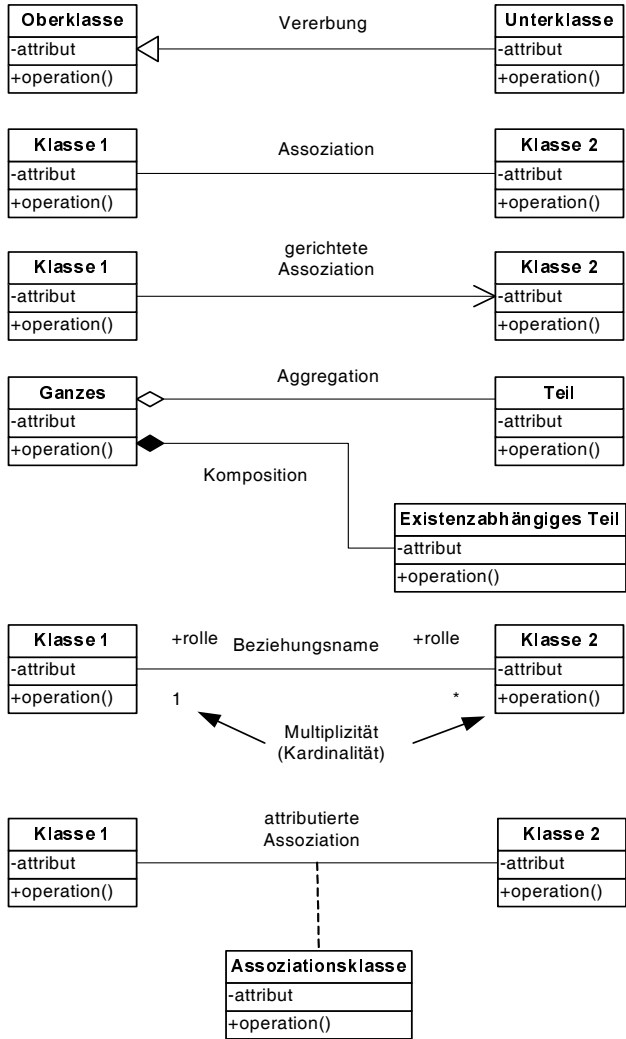 Oberklasse
-attribut
+operation()
Vererbung
Unterklasse
-attribut
+operation()
Klasse 1
-attribut
+operation()
Assoziation
Klasse 2
-attribut
+operation()
Klasse 1
-attribut
+operation()
gerichtete
Assoziation
Klasse 2
-attribut
+operation()
Ganzes
-attribut
+operation()
Aggregation
Teil
-attribut
+operation()
Komposition
Existenzabhängiges Teil
-attribut
+operation()
Klasse 1
-attribut
+operation()
+rolle
Beziehungsname
+rolle
1
*
Klasse 2
-attribut
+operation()
Multiplizität
(Kardinalität)
Klasse 1
-attribut
+operation()
attributierte
Assoziation
Klasse 2
-attribut
+operation()
Assoziationsklasse
-attribut
+operation()